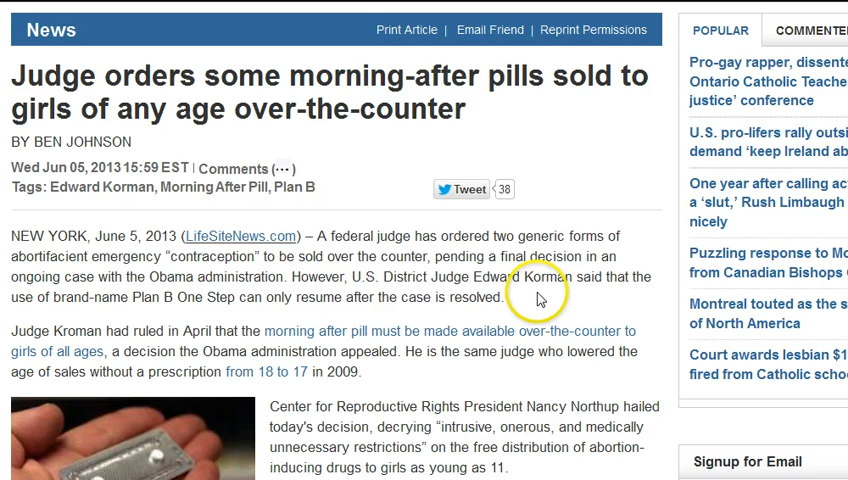 News
Print Article | Email Friend | Reprint Permissions
Judge orders some morning-after pills sold to
girls of any age over-the-counter
BY BEN JOHNSON
Wed Jun 05, 2013 15:59 EST | Comments (...)
Tags: Edward Korman, Morning After Pill, Plan B
Tweet 38
NEW YORK, June 5, 2013 (LifeSiteNews.com) – A federal judge has ordered two generic forms of
abortifacient emergency “contraception” to be sold over the counter, pending a final decision in an
ongoing case with the Obama administration. However, U.S. District Judge Edward Korman said that the
use of brand-name Plan B One Step can only resume after the case is resolved.
Judge Kroman had ruled in April that the morning after pill must be made available over-the-counter to
girls of all ages, a decision the Obama administration appealed. He is the same judge who lowered the
age of sales without a prescription from 18 to 17 in 2009.
Center for Reproductive Rights President Nancy Northup hailed
today's decision, decrying “intrusive, onerous, and medically
unnecessary restrictions” on the free distribution of abortion-
inducing drugs to girls as young as 11.
POPULAR
COMMENTE
Pro-gay rapper, dissente
Ontario Catholic Teache
justice’ conference
U.S. pro-lifers rally outsi
demand ‘keep Ireland ab
One year after calling ac
a ‘slut,’ Rush Limbaugh
nicely
Puzzling response to Mo
from Canadian Bishops
Montreal touted as the s
of North America
Court awards lesbian $1
fired from Catholic scho
Signup for Email